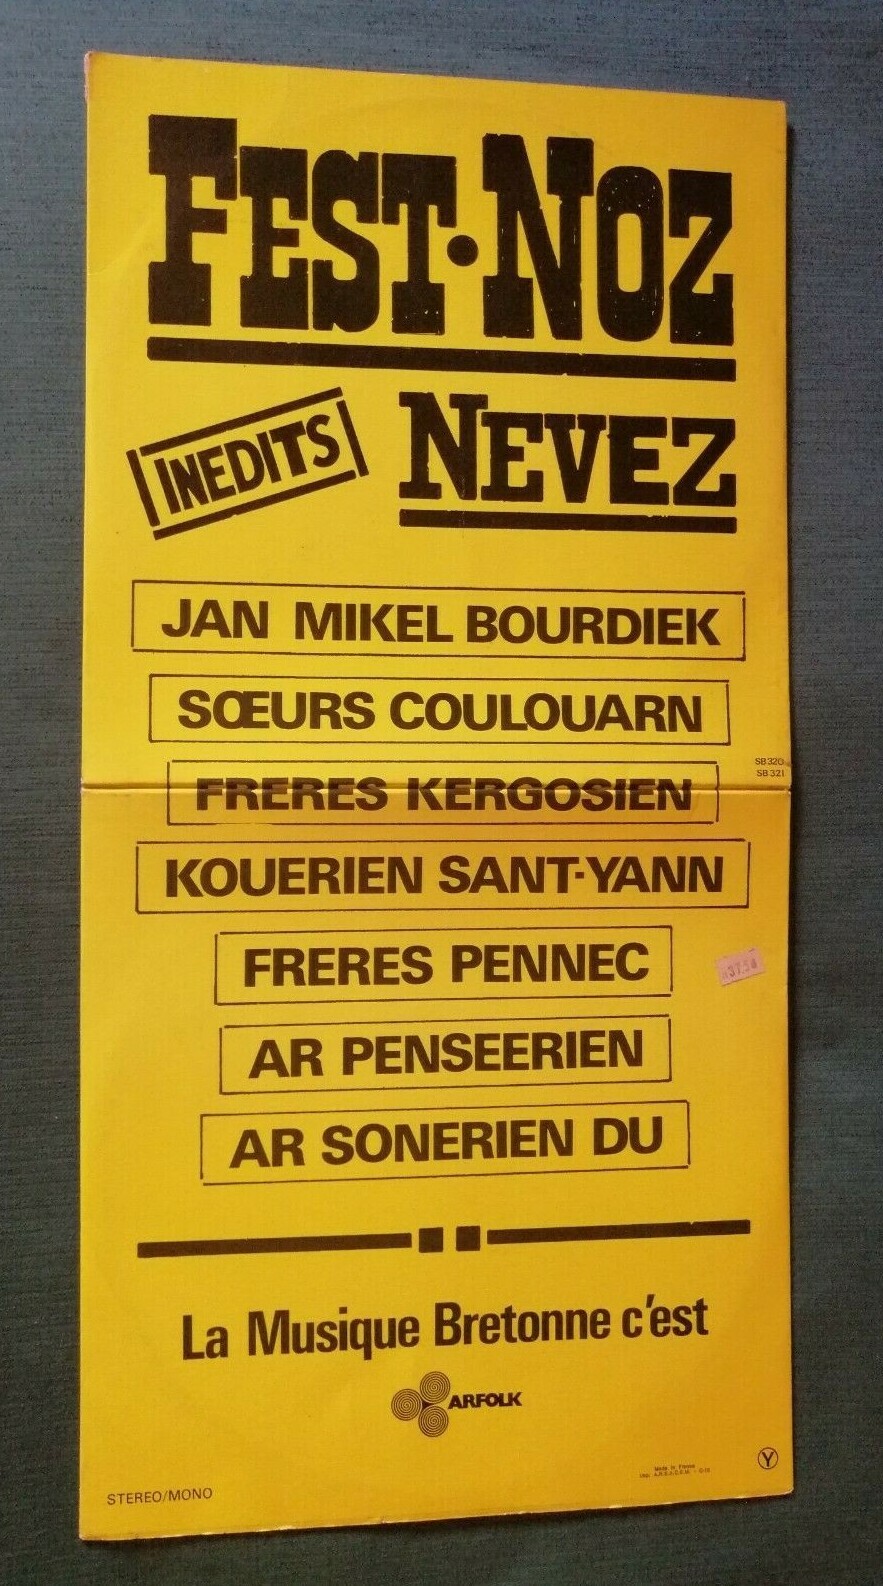 FEST·NOZ
INEDITS
NEVEZ
JAN MIKEL BOURDIEK
SŒURS COULOUARN
SB 320
SB 321
FRERES KERGOSIEN
KOUERIEN SANT-YANN
FRERES PENNEC
AR PENSEERIEN
AR SONERIEN DU
La Musique Bretonne c'est
ARFOLK
Made in France
Y
STEREO/MONO